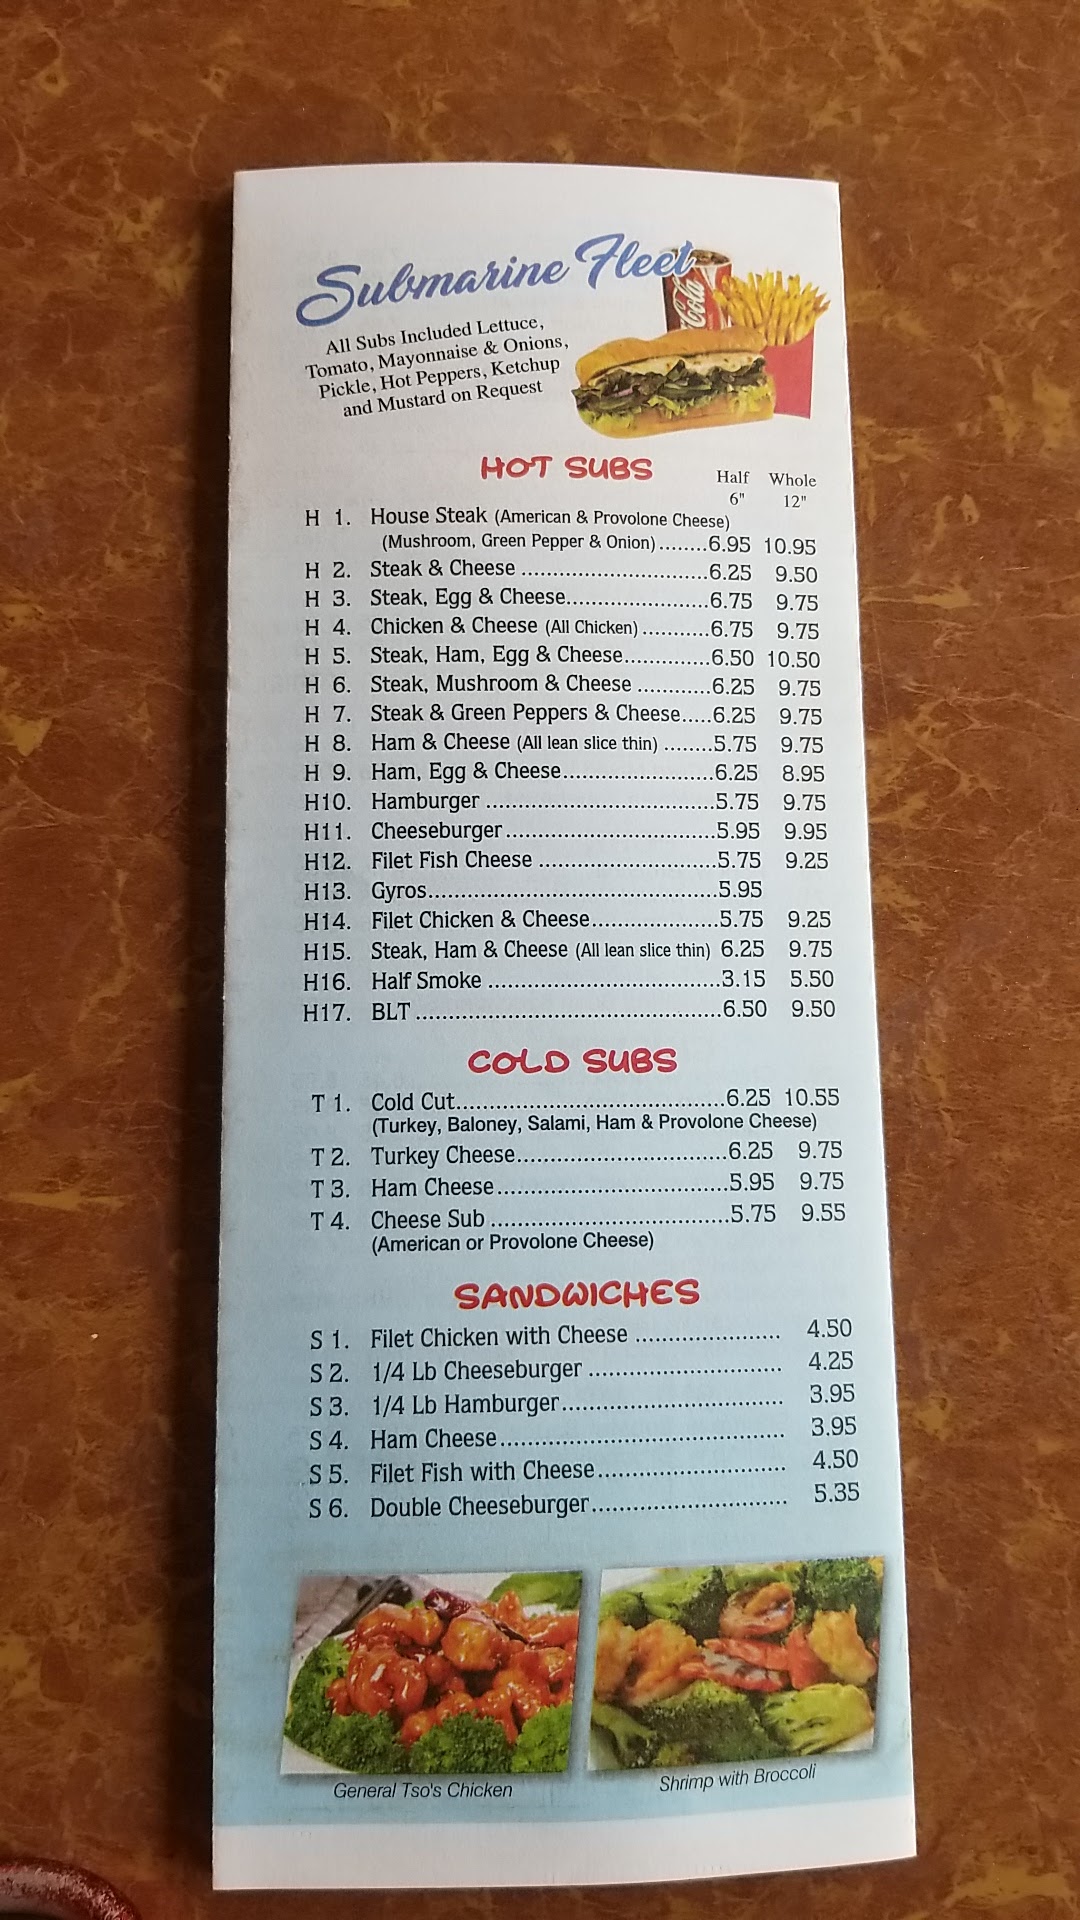 Submarine Fleet
Cola
All Subs Included Lettuce,
Tomato, Mayonnaise & Onions,
Pickle, Hot Peppers, Ketchup
and Mustard on Request
HOT SUBS
Half Whole
6" 12"
H 1. House Steak (American & Provolone Cheese)
(Mushroom, Green Pepper & Onion)........6.95 10.95
H 2. Steak & Cheese ............................6.25 9.50
H 3. Steak, Egg & Cheese.....................6.75 9.75
H 4. Chicken & Cheese (All Chicken) ...........6.75 9.75
H 5. Steak, Ham, Egg & Cheese.............6.50 10.50
H 6. Steak, Mushroom & Cheese ...........6.25 9.75
H 7. Steak & Green Peppers & Cheese.....6.25 9.75
H 8. Ham & Cheese (All lean slice thin) ........5.75 9.75
H 9. Ham, Egg & Cheese.......................6.25 8.95
H10. Hamburger ...................................5.75 9.75
H11. Cheeseburger................................5.95 9.95
H12. Filet Fish Cheese ...........................5.75 9.25
H13. Gyros............................................5.95
H14. Filet Chicken & Cheese...................5.75 9.25
H15. Steak, Ham & Cheese (All lean slice thin) 6.25 9.75
H16. Half Smoke .......................................3.15 5.50
H17. BLT ..............................................6.50 9.50
COLD SUBS
T 1. Cold Cut.........................................6.25 10.55
(Turkey, Baloney, Salami, Ham & Provolone Cheese)
T 2. Turkey Cheese................................6.25 9.75
T 3. Ham Cheese...................................5.95 9.75
T 4. Cheese Sub ....................................5.75 9.55
(American or Provolone Cheese)
SANDWICHES
S 1. Filet Chicken with Cheese ...................... 4.50
S 2. 1/4 Lb Cheeseburger ............................. 4.25
S 3. 1/4 Lb Hamburger................................. 3.95
S 4. Ham Cheese........................................... 3.95
S 5. Filet Fish with Cheese............................ 4.50
S 6. Double Cheeseburger............................. 5.35
General Tso's Chicken
Shrimp with Broccoli